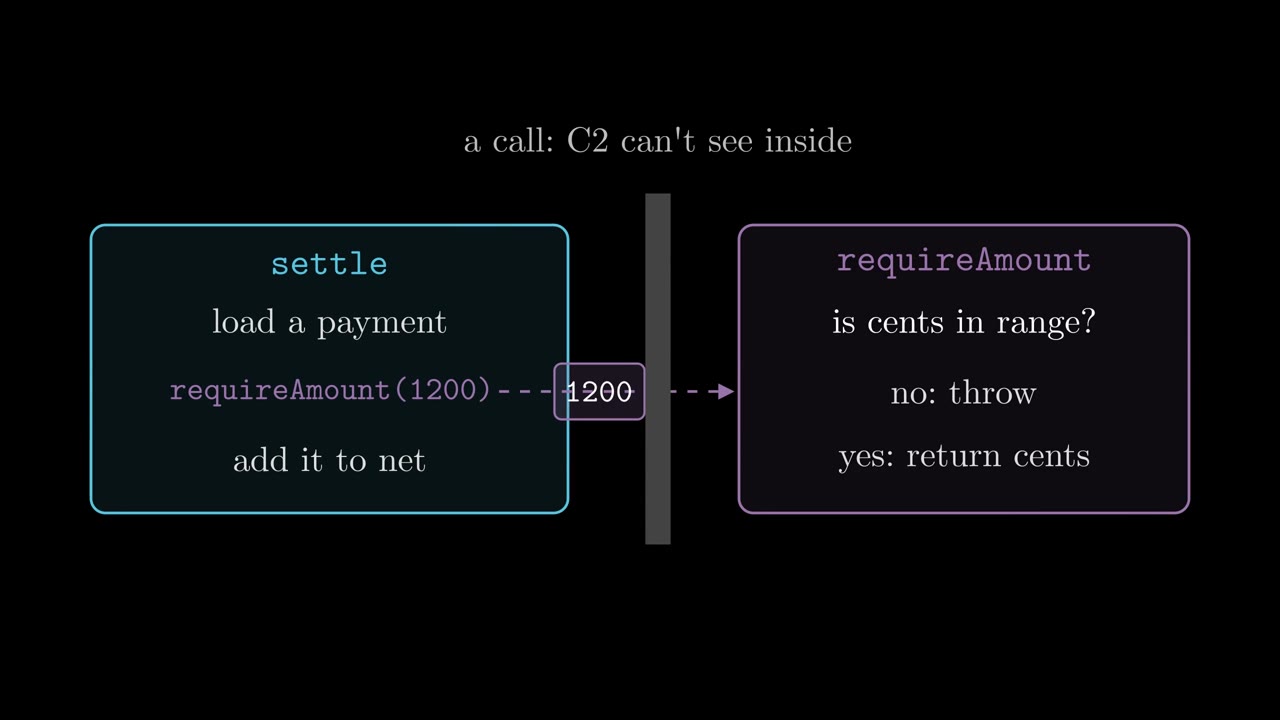 a call: C2 can't see inside
settle
load a payment
requireAmount(1200)
add it to net
1200
requireAmount
is cents in range?
no: throw
yes: return cents